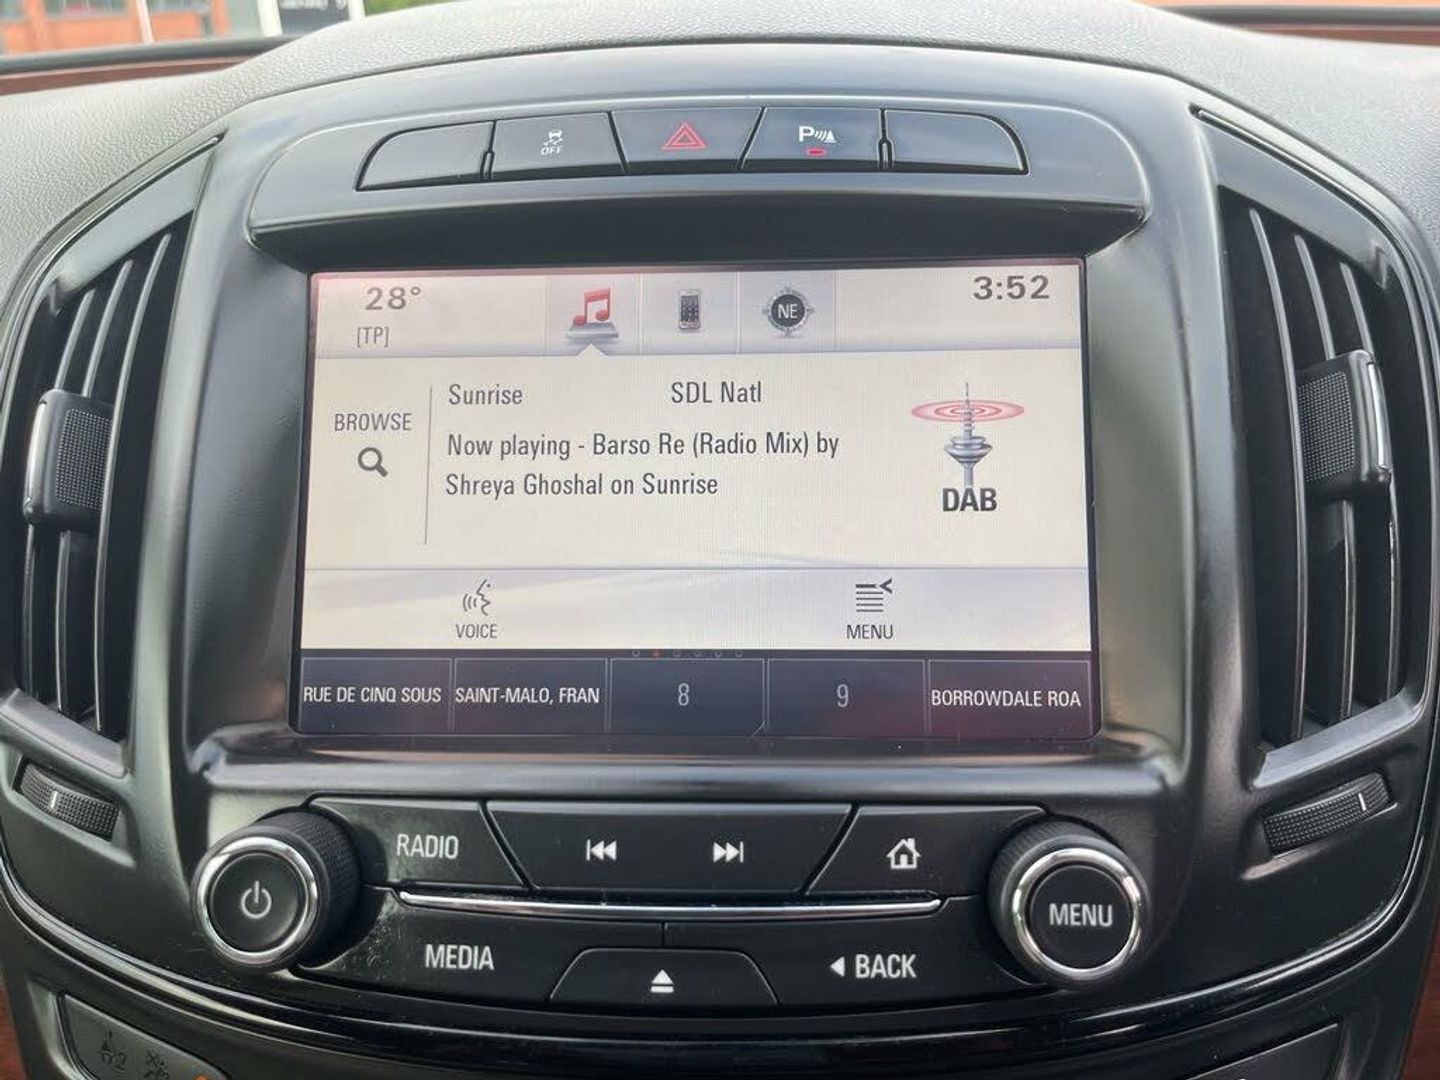 OFF
P
28°
[TP]
NE
3:52
Sunrise
SDL Natl
BROWSE
Now playing - Barso Re (Radio Mix) by
Shreya Ghoshal on Sunrise
DAB
VOICE
MENU
RUE DE CINQ SOUS
SAINT-MALO, FRAN
8
9
BORROWDALE ROA
RADIO
MENU
MEDIA
BACK
2